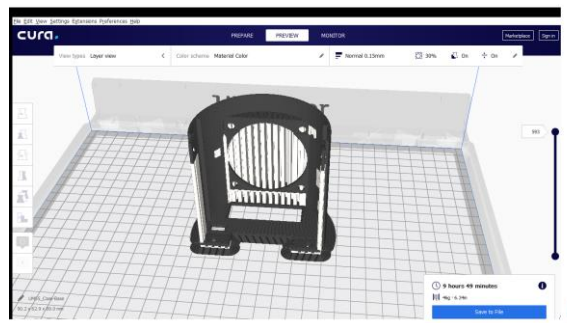 File Edit View Settings Extensions Preferences Help
cura.
PREPARE
PREVIEW
MONITOR
Marketplace
Sign in
View types Layer view
Color scheme Material Color
Normal 0.15mm
30%
On
On
9 hours 49 minutes
Save to File